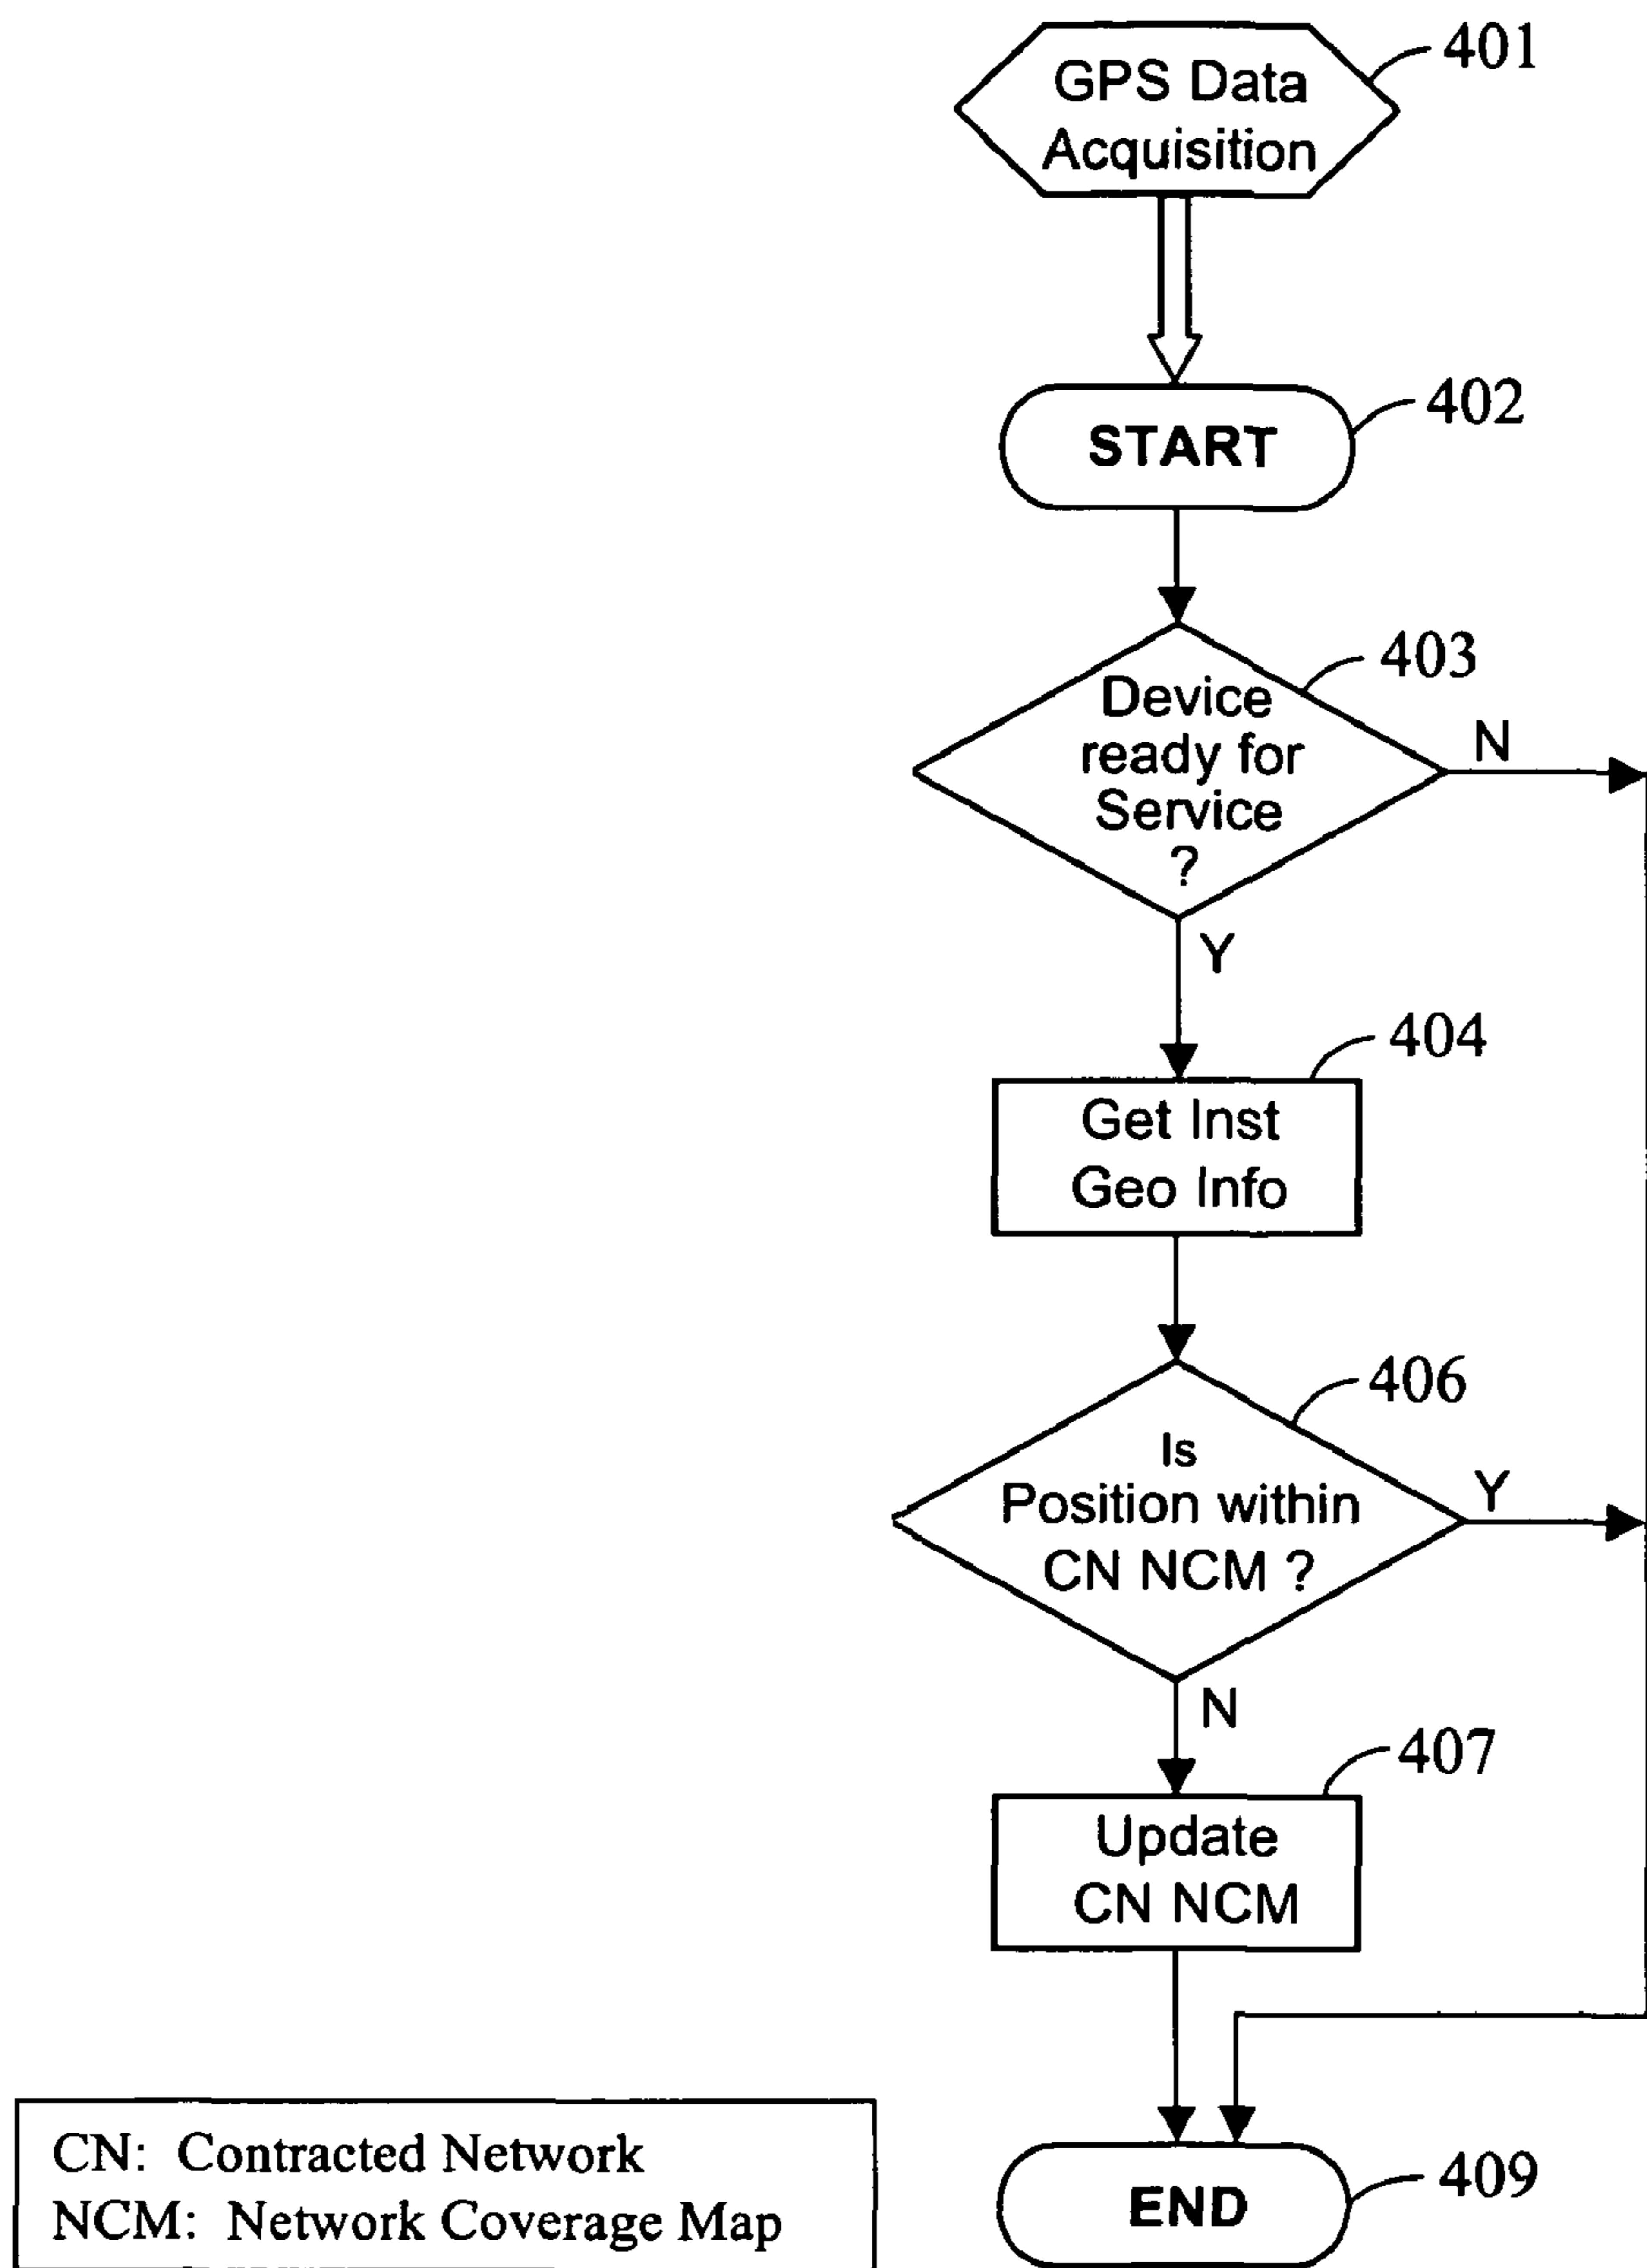 GPS Data
Acquisition
401
START
402
403
Device
ready for
Service
?
N
Y
404
Get Inst
Geo Info
406
Is
Position within
CN NCM ?
Y
N
407
Update
CN NCM
CN: Contracted Network
NCM: Network Coverage Map
END
409